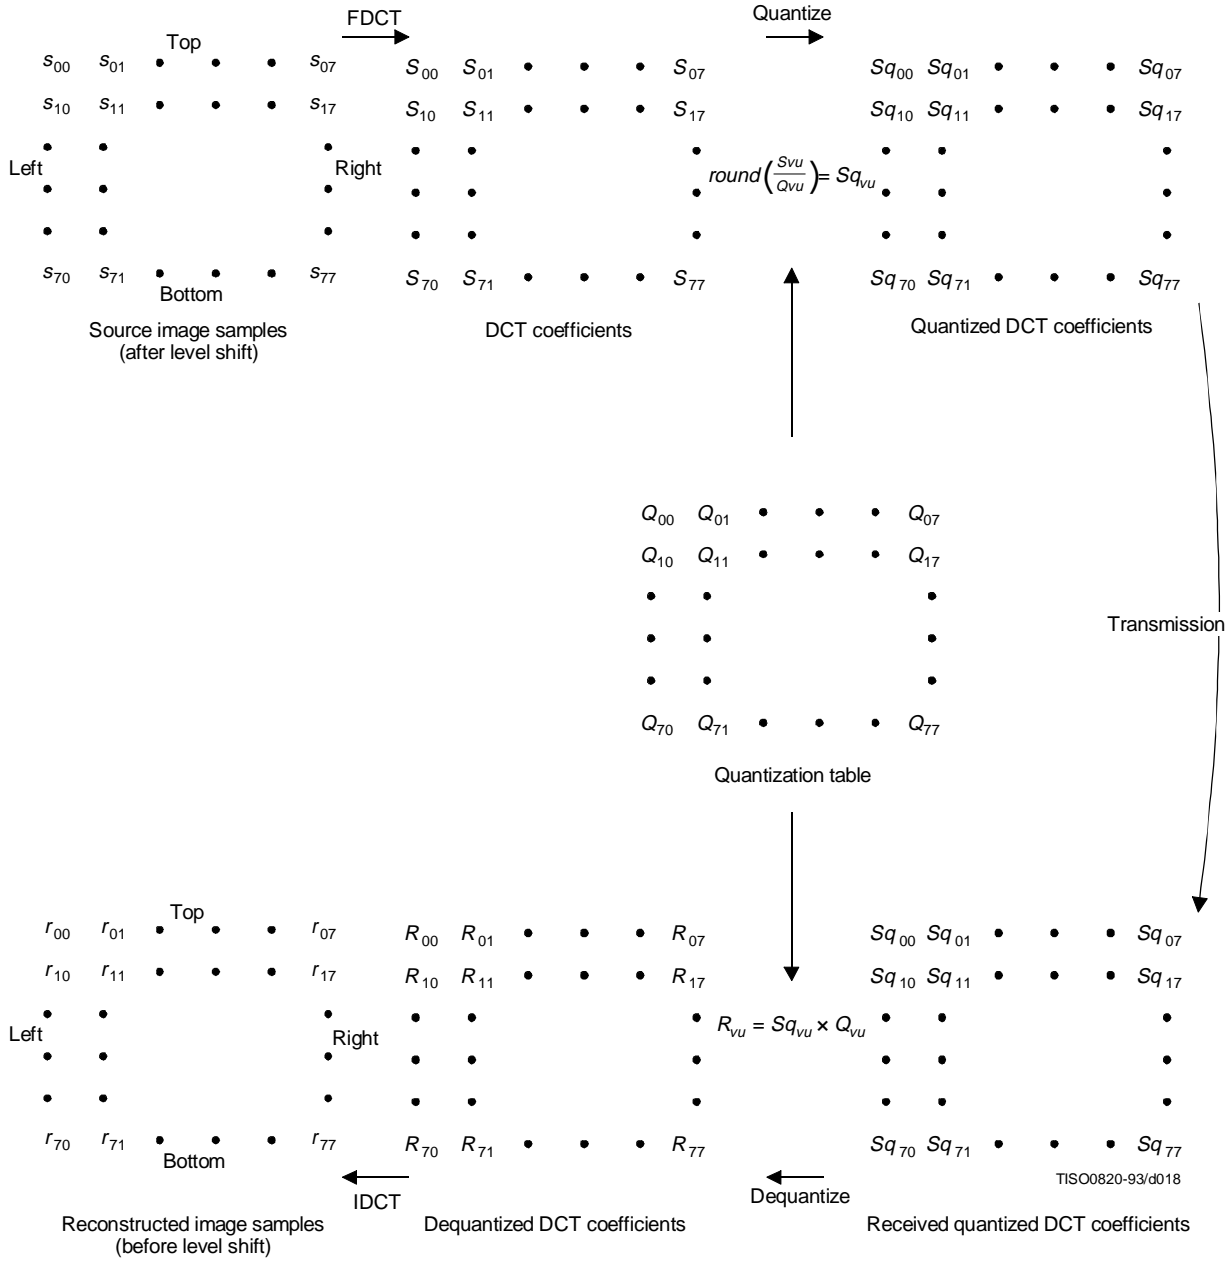 FDCT
Quantize
Top
s00 s01 • • • s07
S00 S01 • • • S07
Sq00 Sq01 • • • Sq07
s10 s11 • • • s17
S10 S11 • • • S17
Sq10 Sq11 • • • Sq17
Left
Right
round(Svu/Qvu)= Sqvu
s70 s71 • • • s77
S70 S71 • • • S77
Sq70 Sq71 • • • Sq77
Bottom
Source image samples
(after level shift)
DCT coefficients
Quantized DCT coefficients
Q00 Q01 • • • Q07
Q10 Q11 • • • Q17
Transmission
Q70 Q71 • • • Q77
Quantization table
Top
r00 r01 • • • r07
R00 R01 • • • R07
Sq00 Sq01 • • • Sq07
r10 r11 • • • r17
R10 R11 • • • R17
Sq10 Sq11 • • • Sq17
Left
Right
Rvu = Sqvu × Qvu
r70 r71 • • • r77
R70 R71 • • • R77
Sq70 Sq71 • • • Sq77
Bottom
TISO0820-93/d018
IDCT
Dequantize
Reconstructed image samples
(before level shift)
Dequantized DCT coefficients
Received quantized DCT coefficients